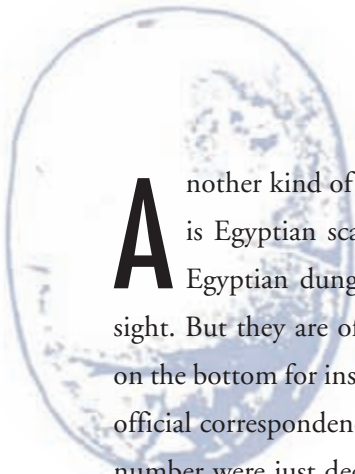 Another kind of
is Egyptian sca
Egyptian dung
sight. But they are of
on the bottom for ins
official corresponden
number were just dec